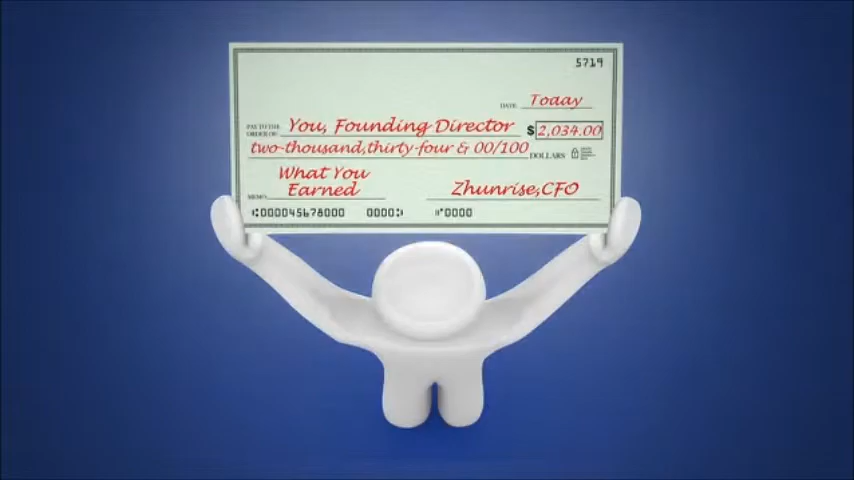 5719
DATE Today
PAY TO THE
ORDER OF You, Founding Director $ 2,034.00
two-thousand,thirty-four & 00/100 DOLLARS
What You
MEMO Earned Zhunrise,CFO
⑆000045678000 0000⑆ ⑈0000